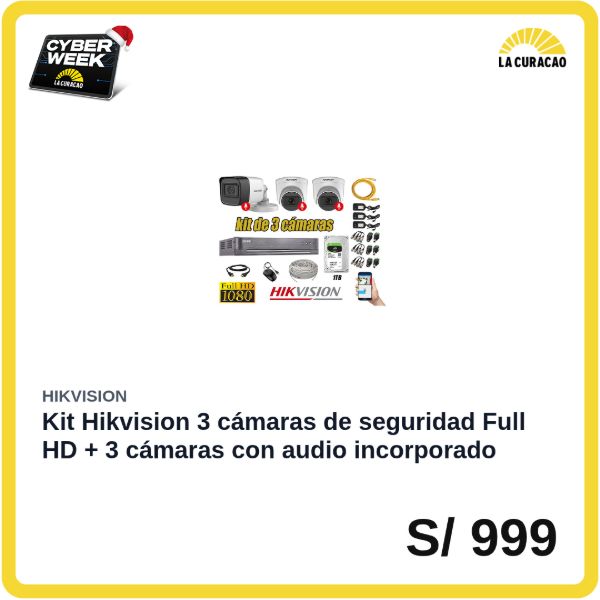 CYBER
WEEK
LA CURACAO
LA CURACAO
kit de 3 cámaras
1TB
Full HD
1080
HIKVISION
HIKVISION
Kit Hikvision 3 cámaras de seguridad Full
HD + 3 cámaras con audio incorporado
S/ 999